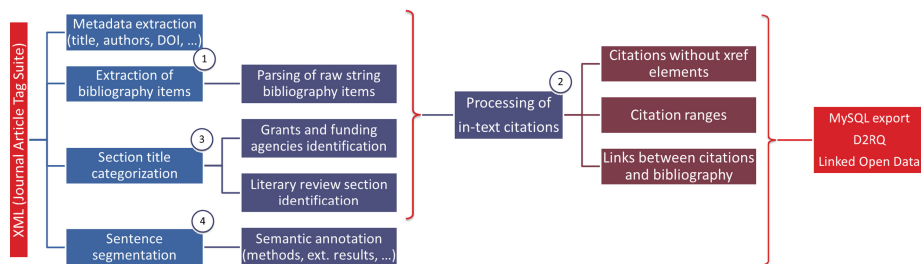 XML (Journal Article Tag Suite)
Metadata extraction
(title, authors, DOI, ...)
1
Extraction of
bibliography items
Parsing of raw string
bibliography items
3
Section title
categorization
Grants and funding
agencies identification
Literary review section
identification
4
Sentence
segmentation
Semantic annotation
(methods, ext. results, ...)
2
Processing of
in-text citations
Citations without xref
elements
Citation ranges
Links between citations
and bibliography
MySQL export
D2RQ
Linked Open Data